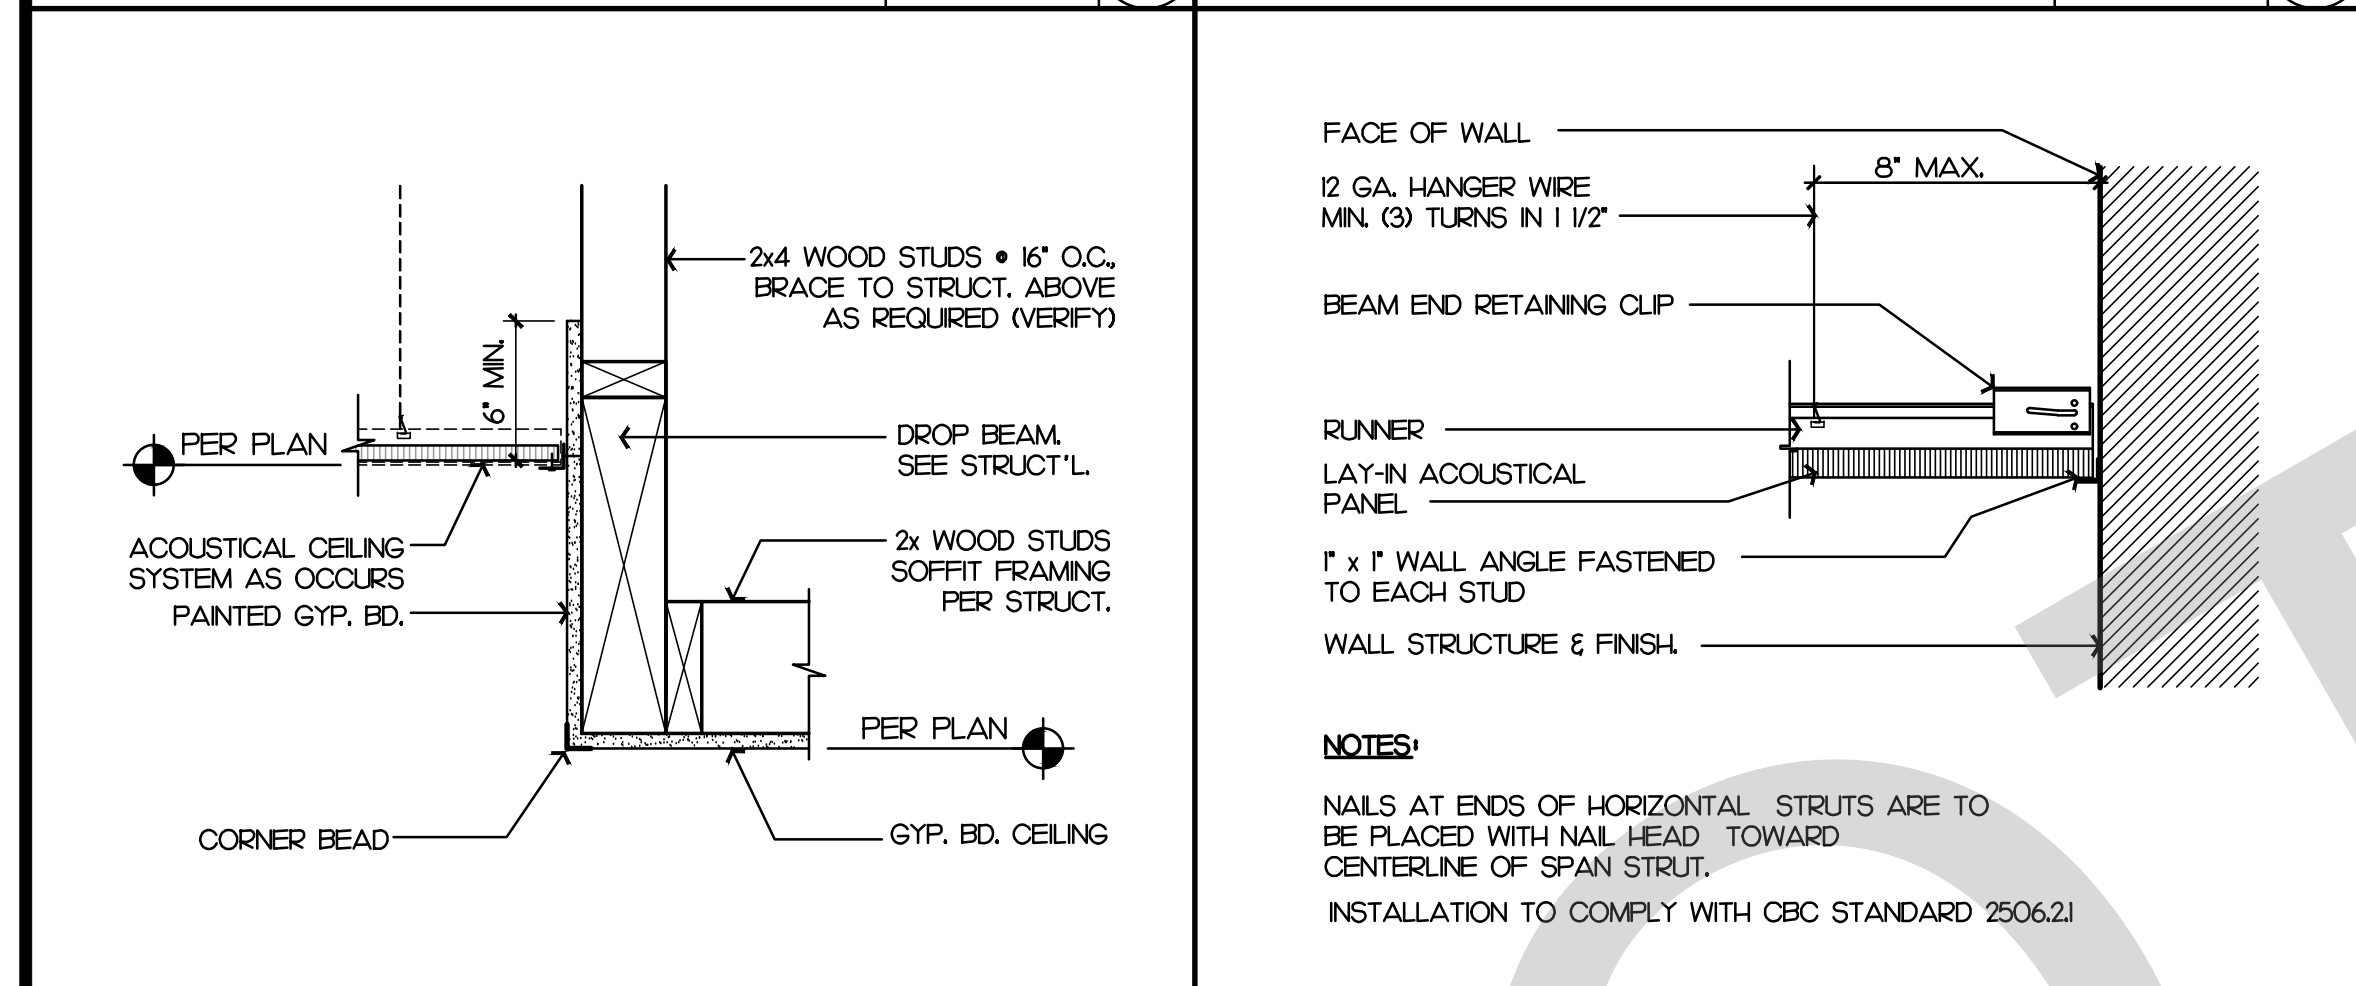 2x4 WOOD STUDS @ 16" O.C.,
BRACE TO STRUCT. ABOVE
AS REQUIRED (VERIFY)
6" MIN.
PER PLAN
DROP BEAM.
SEE STRUCT'L.
ACOUSTICAL CEILING
SYSTEM AS OCCURS
PAINTED GYP. BD.
2x WOOD STUDS
SOFFIT FRAMING
PER STRUCT.
PER PLAN
CORNER BEAD
GYP. BD. CEILING
FACE OF WALL
8" MAX.
12 GA. HANGER WIRE
MIN. (3) TURNS IN 1 1/2"
BEAM END RETAINING CLIP
RUNNER
LAY-IN ACOUSTICAL
PANEL
1" x 1" WALL ANGLE FASTENED
TO EACH STUD
WALL STRUCTURE & FINISH.
NOTES:
NAILS AT ENDS OF HORIZONTAL STRUTS ARE TO
BE PLACED WITH NAIL HEAD TOWARD
CENTERLINE OF SPAN STRUT.
INSTALLATION TO COMPLY WITH CBC STANDARD 2506.2.1